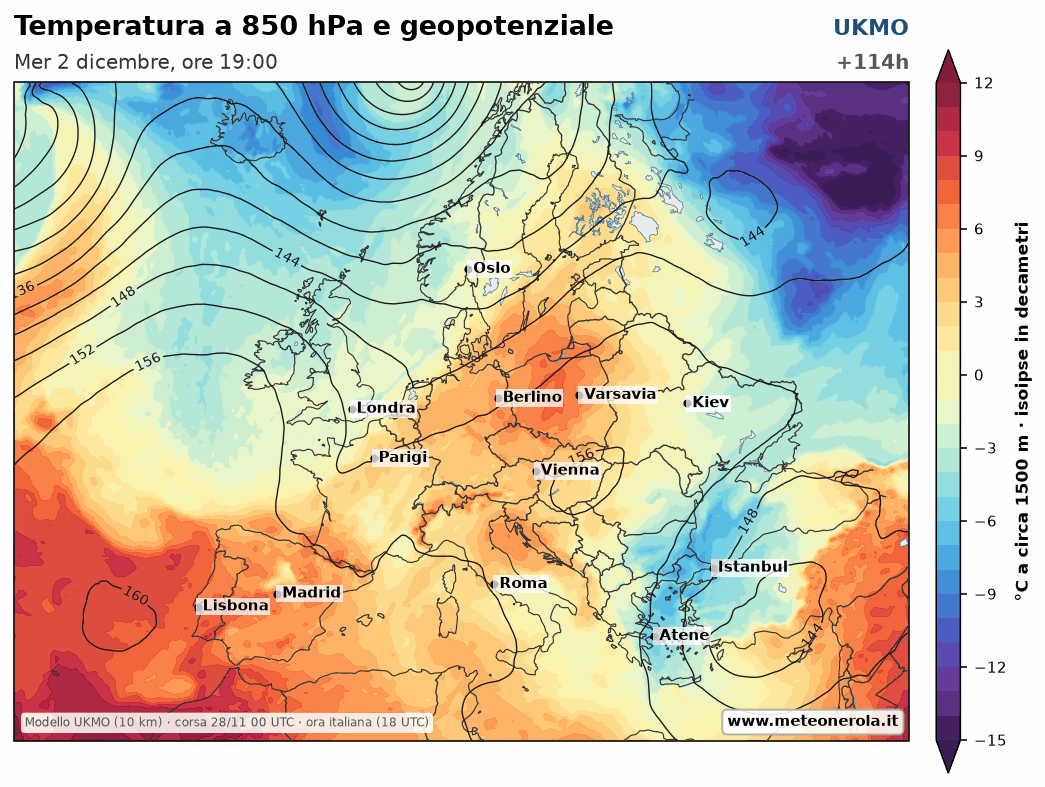 Temperatura a 850 hPa e geopotenziale
UKMO
Mer 2 dicembre, ore 19:00
+114h
144
144
Oslo
36
148
152
156
Berlino
Varsavia
Kiev
Londra
Parigi
156
Vienna
148
Istanbul
Roma
Madrid
160
Lisbona
Atene
144
Modello UKMO (10 km) · corsa 28/11 00 UTC · ora italiana (18 UTC)
www.meteonerola.it
12
9
6
3
0
−3
−6
−9
−12
−15
°C a circa 1500 m · isoipse in decametri